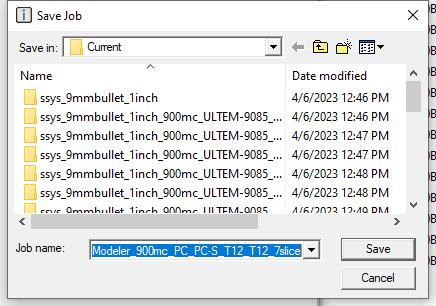 Save Job
Save in: Current
Name Date modified
ssys_9mmbullet_1inch 4/6/2023 12:46 PM
ssys_9mmbullet_1inch_900mc_ULTEM-9085_... 4/6/2023 12:46 PM
ssys_9mmbullet_1inch_900mc_ULTEM-9085_... 4/6/2023 12:47 PM
ssys_9mmbullet_1inch_900mc_ULTEM-9085_... 4/6/2023 12:47 PM
ssys_9mmbullet_1inch_900mc_ULTEM-9085_... 4/6/2023 12:48 PM
ssys_9mmbullet_1inch_900mc_ULTEM-9085_... 4/6/2023 12:48 PM
ssys_9mmbullet_1inch_900mc_ULTEM-9085_... 4/6/2023 12:49 PM
Job name: Modeler_900mc_PC_PC-S_T12_T12_7slice Save
Cancel